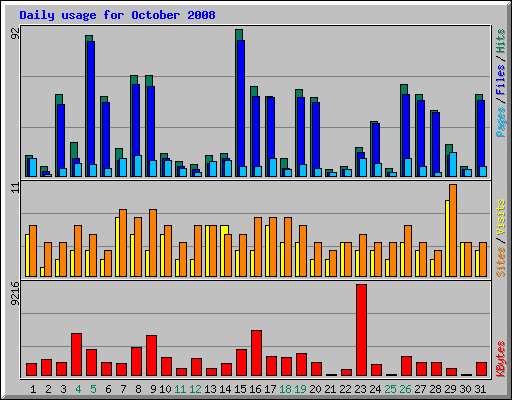 Daily usage for October 2008
92
Pages / Files / Hits
11
Sites / Visits
9216
KBytes
1 2 3 4 5 6 7 8 9 10 11 12 13 14 15 16 17 18 19 20 21 22 23 24 25 26 27 28 29 30 31